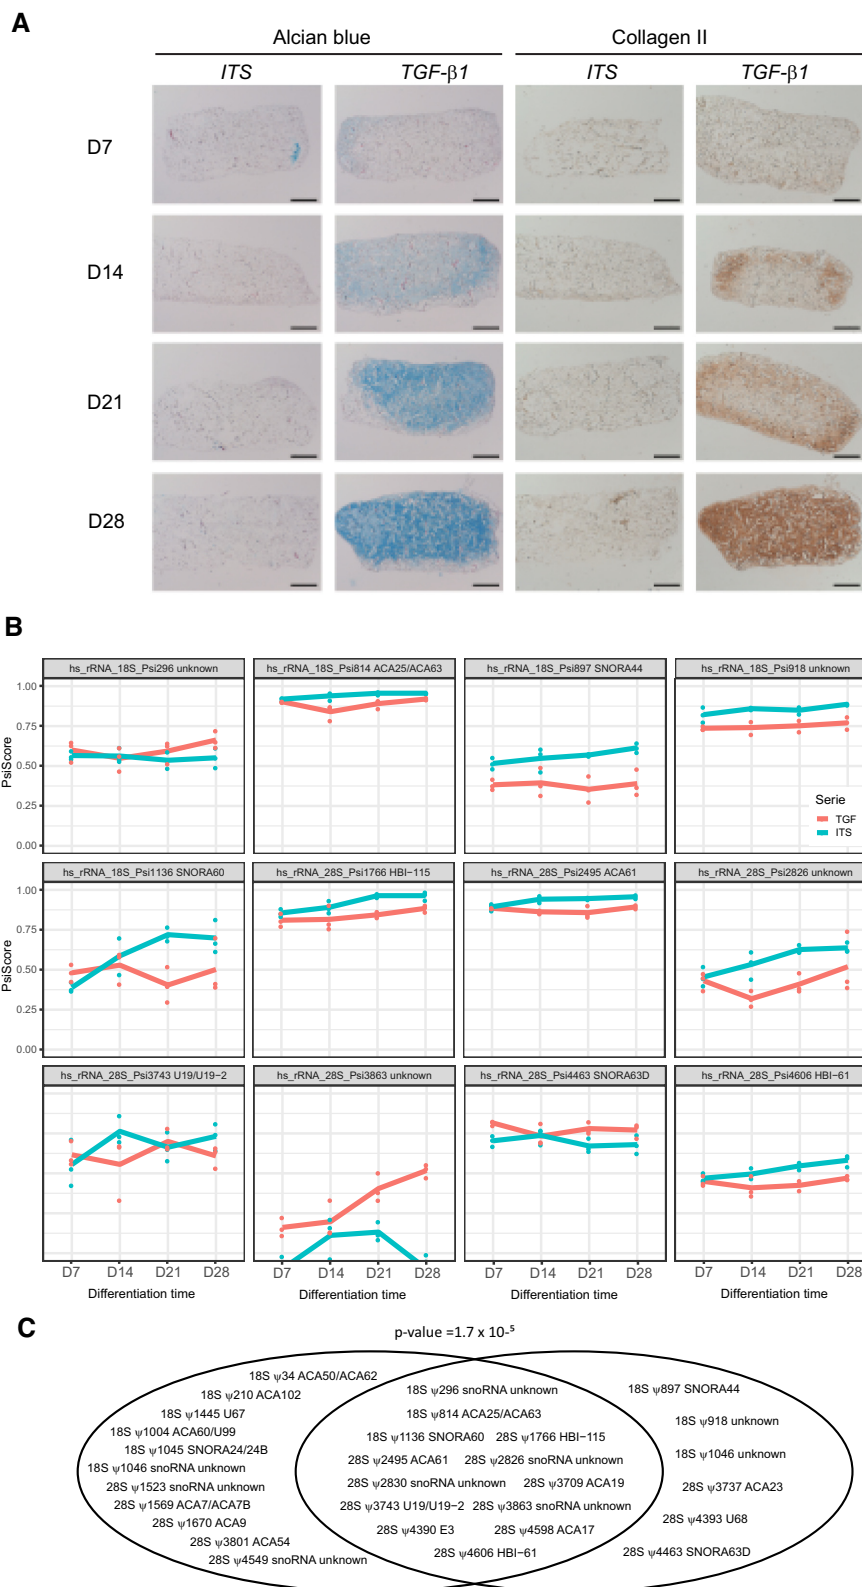 A
Alcian blue
Collagen II
ITS
TGF-β1
ITS
TGF-β1
D7
D14
D21
D28
B
hs_rRNA_18S_Psi296 unknown
hs_rRNA_18S_Psi814 ACA25/ACA63
hs_rRNA_18S_Psi897 SNORA44
hs_rRNA_18S_Psi918 unknown
1.00
0.75
0.50
0.25
0.00
PsiScore
Serie
TGF
ITS
hs_rRNA_18S_Psi1136 SNORA60
hs_rRNA_28S_Psi1766 HBI−115
hs_rRNA_28S_Psi2495 ACA61
hs_rRNA_28S_Psi2826 unknown
1.00
0.75
0.50
0.25
0.00
PsiScore
hs_rRNA_28S_Psi3743 U19/U19−2
hs_rRNA_28S_Psi3863 unknown
hs_rRNA_28S_Psi4463 SNORA63D
hs_rRNA_28S_Psi4606 HBI−61
D7 D14 D21 D28
D7 D14 D21 D28
D7 D14 D21 D28
D7 D14 D21 D28
Differentiation time
Differentiation time
Differentiation time
Differentiation time
C
p-value =1.7 x 10-⁵
18S ψ34 ACA50/ACA62
18S ψ210 ACA102
18S ψ1445 U67
18S ψ1004 ACA60/U99
18S ψ1045 SNORA24/24B
18S ψ1046 snoRNA unknown
28S ψ1523 snoRNA unknown
28S ψ1569 ACA7/ACA7B
28S ψ1670 ACA9
28S ψ3801 ACA54
28S ψ4549 snoRNA unknown
18S ψ296 snoRNA unknown
18S ψ814 ACA25/ACA63
18S ψ1136 SNORA60 28S ψ1766 HBI−115
28S ψ2495 ACA61 28S ψ2826 snoRNA unknown
28S ψ2830 snoRNA unknown 28S ψ3709 ACA19
28S ψ3743 U19/U19−2 28S ψ3863 snoRNA unknown
28S ψ4390 E3 28S ψ4598 ACA17
28S ψ4606 HBI-61
18S ψ897 SNORA44
18S ψ918 unknown
18S ψ1046 unknown
28S ψ3737 ACA23
28S ψ4393 U68
28S ψ4463 SNORA63D